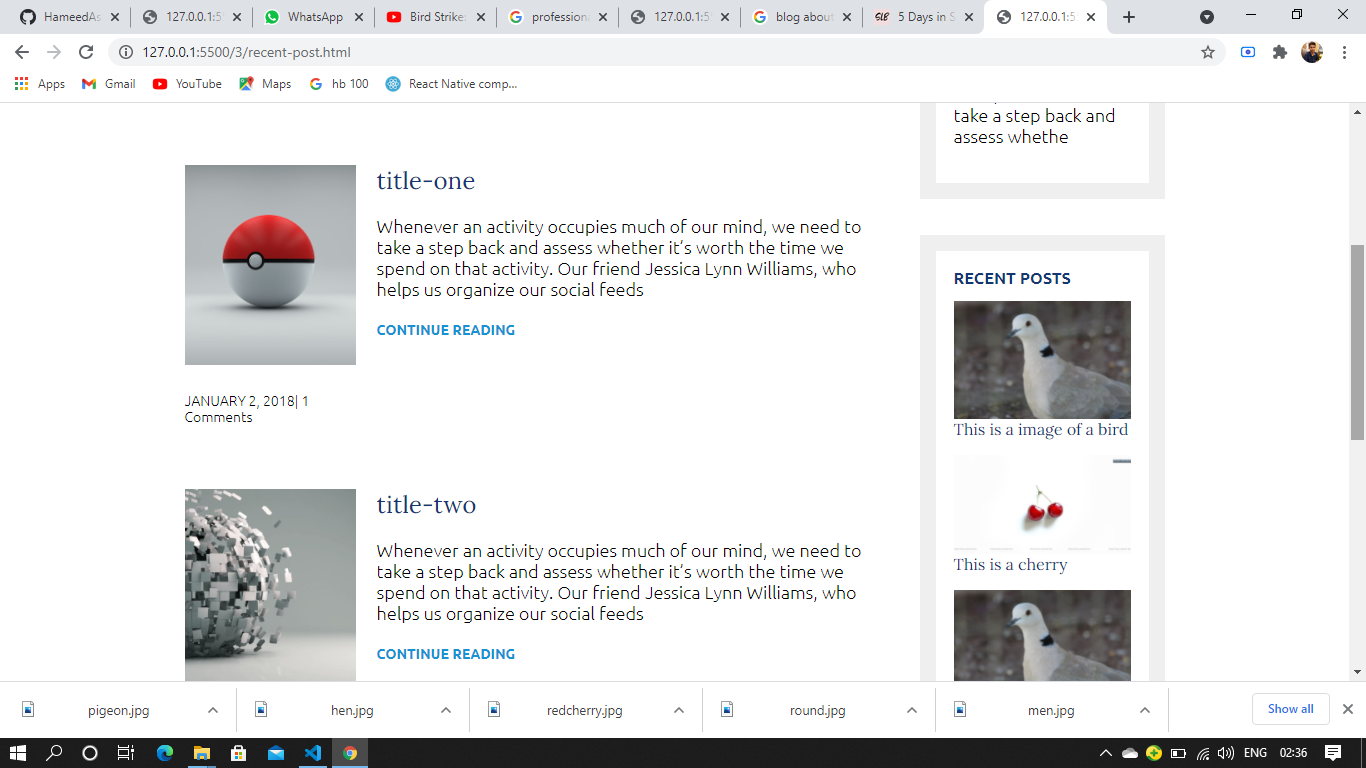 HameedAs
127.0.0.1:5
WhatsApp
Bird Strike:
professiona
127.0.0.1:5
blog about
SLB
5 Days in S
127.0.0.1:5
127.0.0.1:5500/3/recent-post.html
Apps
Gmail
YouTube
Maps
hb 100
React Native comp...
take a step back and
assess whethe
title-one
Whenever an activity occupies much of our mind, we need to
take a step back and assess whether it's worth the time we
spend on that activity. Our friend Jessica Lynn Williams, who
helps us organize our social feeds
CONTINUE READING
JANUARY 2, 2018| 1
Comments
title-two
Whenever an activity occupies much of our mind, we need to
take a step back and assess whether it's worth the time we
spend on that activity. Our friend Jessica Lynn Williams, who
helps us organize our social feeds
CONTINUE READING
RECENT POSTS
This is a image of a bird
This is a cherry
pigeon.jpg
hen.jpg
redcherry.jpg
round.jpg
men.jpg
Show all
ENG
02:36